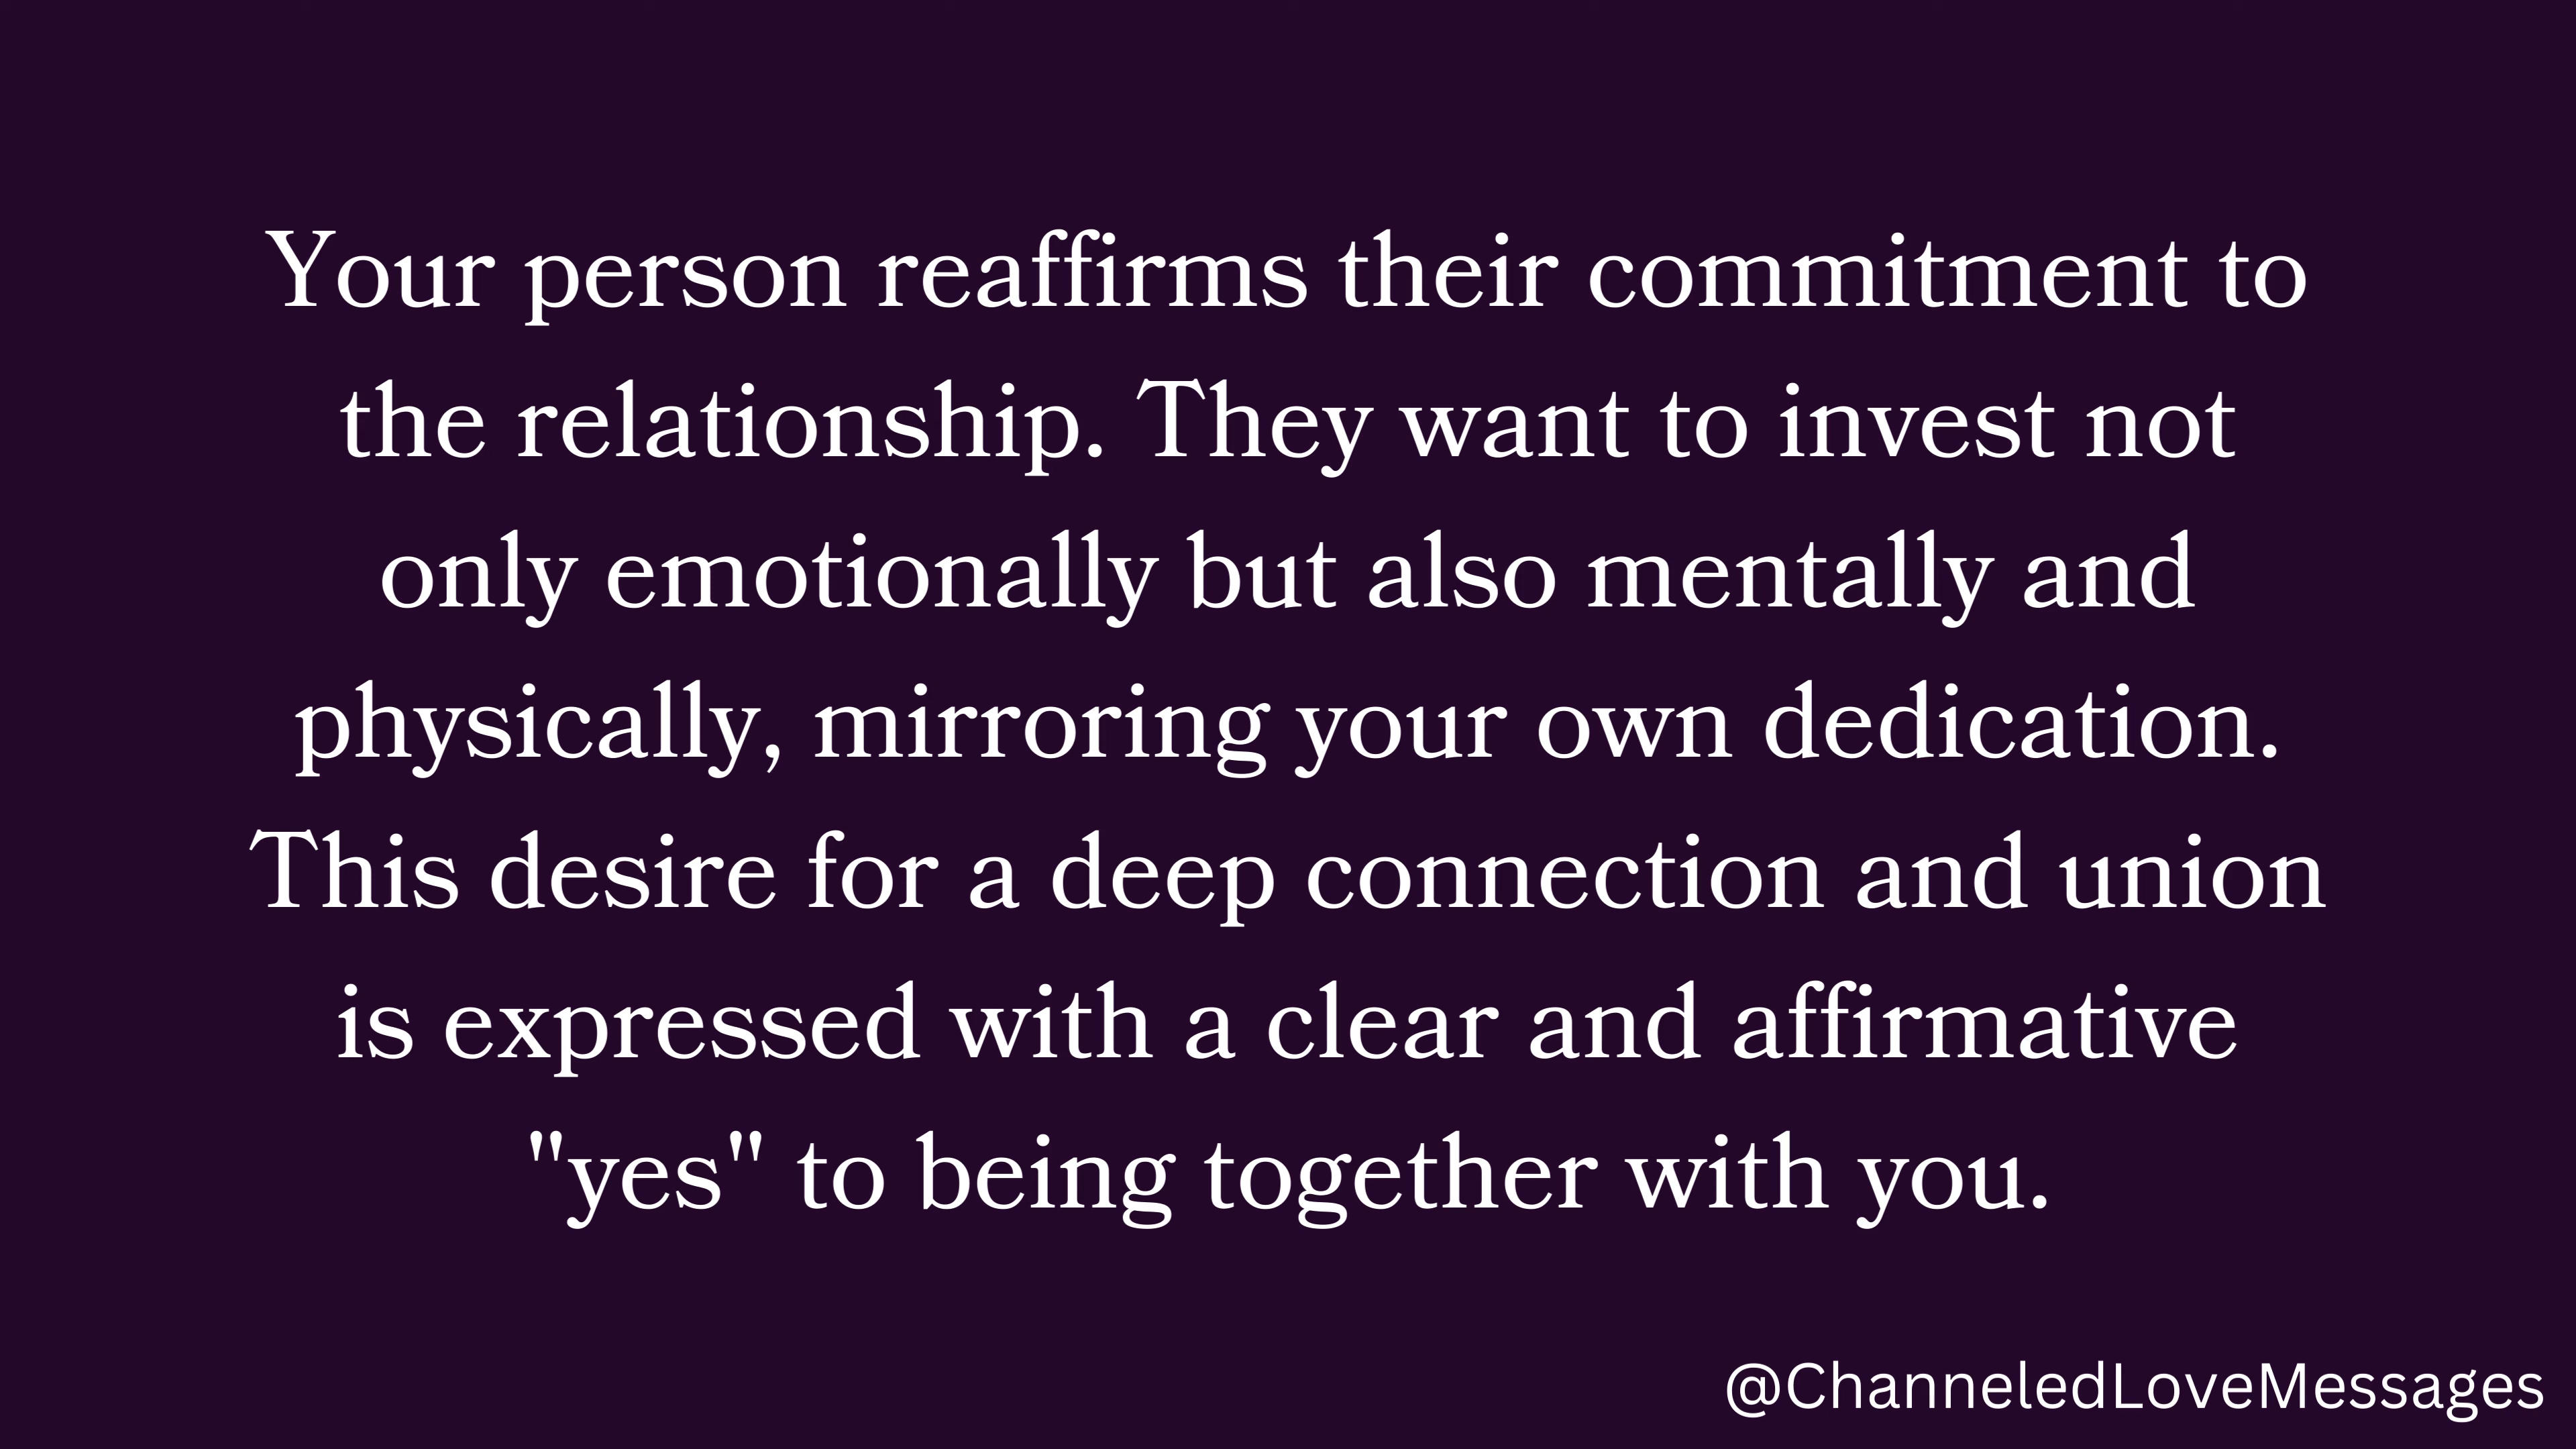 Your person reaffirms their commitment to
the relationship. They want to invest not
only emotionally but also mentally and
physically, mirroring your own dedication.
This desire for a deep connection and union
is expressed with a clear and affirmative
"yes" to being together with you.
@ChanneledLoveMessages